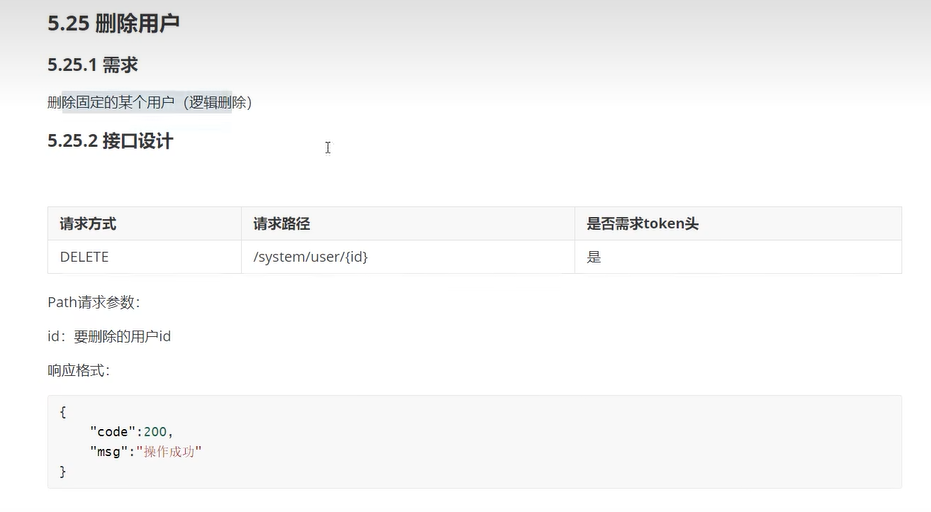 5.25 删除用户
5.25.1 需求
删除固定的某个用户（逻辑删除）
5.25.2 接口设计
请求方式 请求路径 是否需求token头
DELETE /system/user/{id} 是
Path请求参数：
id：要删除的用户id
响应格式：
{
"code":200,
"msg":"操作成功"
}